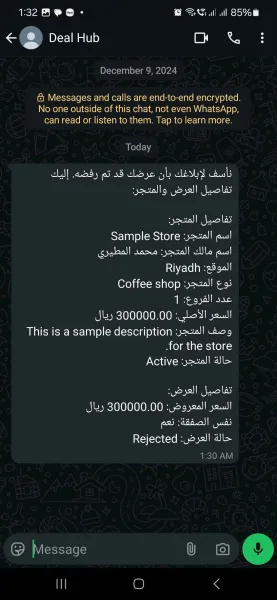 1:32
85%
Deal Hub
December 9, 2024
Messages and calls are end-to-end encrypted.
No one outside of this chat, not even WhatsApp,
can read or listen to them. Tap to learn more.
Today
نأسف لإبلاغك بأن عرضك قد تم رفضه. إليك
تفاصيل العرض والمتجر:
تفاصيل المتجر:
اسم المتجر: Sample Store
اسم مالك المتجر: محمد المطيري
الموقع: Riyadh
نوع المتجر: Coffee shop
عدد الفروع: 1
السعر الأصلي: 300000.00 ريال
وصف المتجر: This is a sample description
for the store.
حالة المتجر: Active
تفاصيل العرض:
السعر المعروض: 300000.00 ريال
نفس الصفقة: نعم
حالة العرض: Rejected
1:30 AM
Message